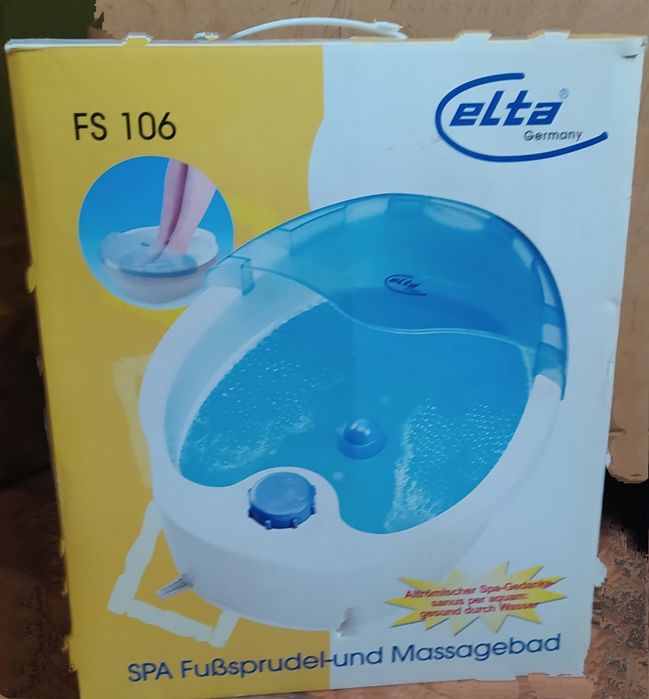 FS 106
elta®
Germany
elta
Altrömischer Spa-Gedanke
sanus per aquam:
gesund durch Wasser
SPA Fußsprudel-und Massagebad